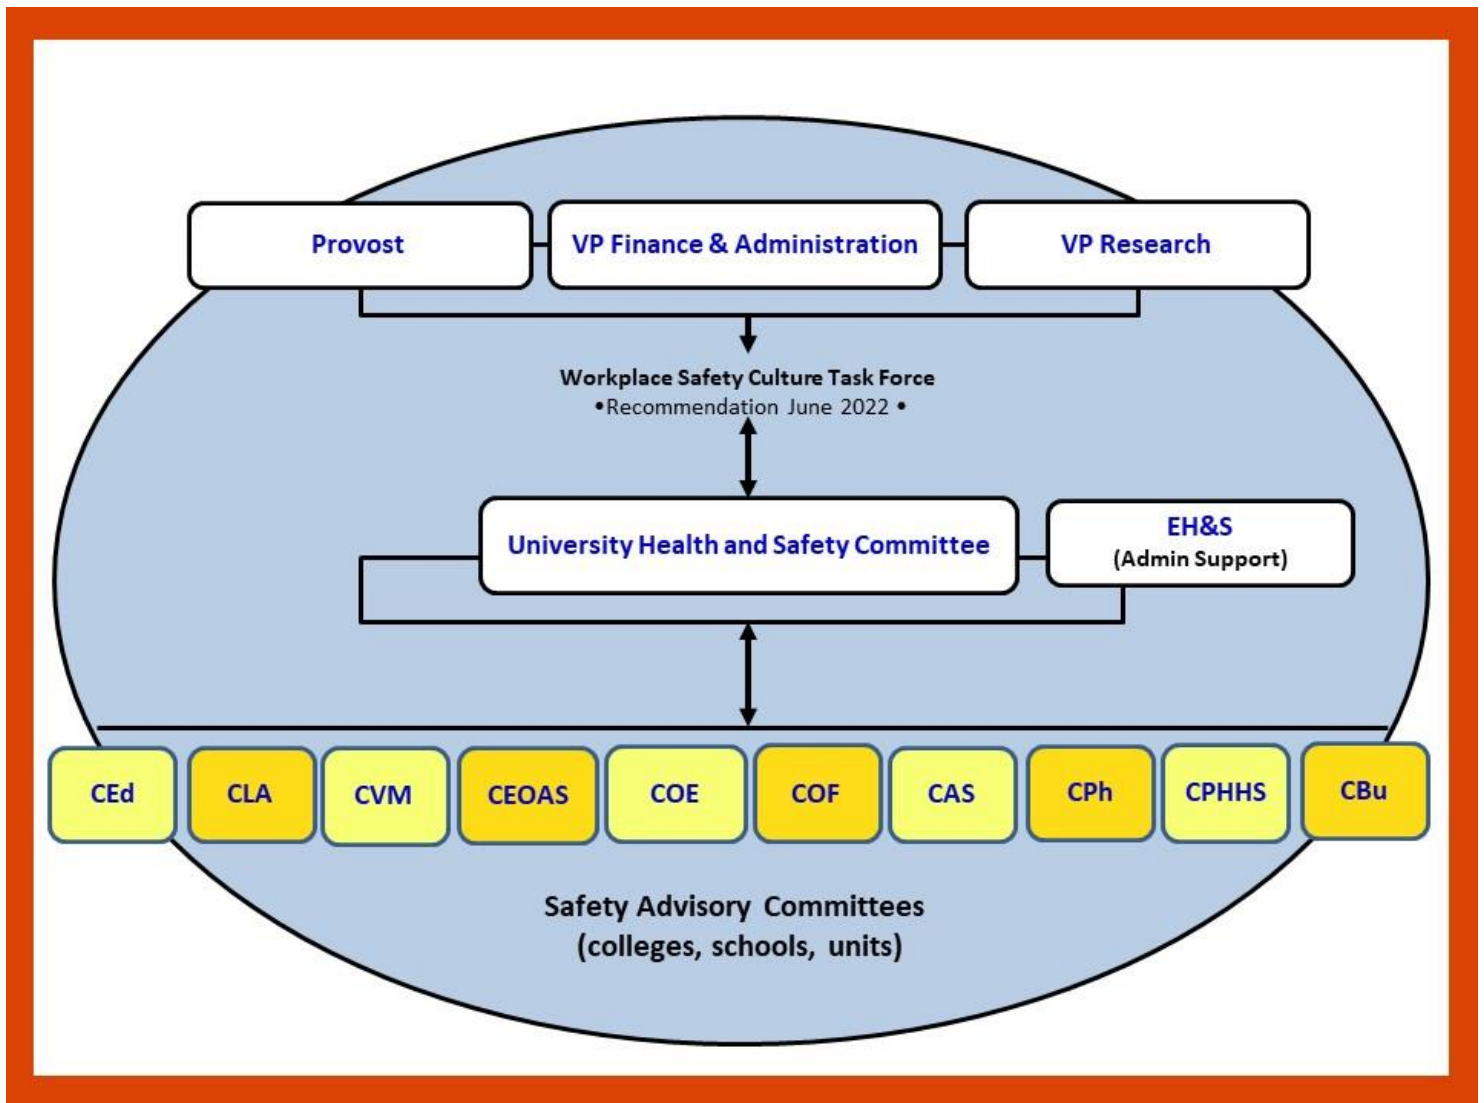 Provost
VP Finance & Administration
VP Research
Workplace Safety Culture Task Force
•Recommendation June 2022 •
University Health and Safety Committee
EH&S
(Admin Support)
CEd
CLA
CVM
CEOAS
COE
COF
CAS
CPh
CPHHS
CBu
Safety Advisory Committees
(colleges, schools, units)